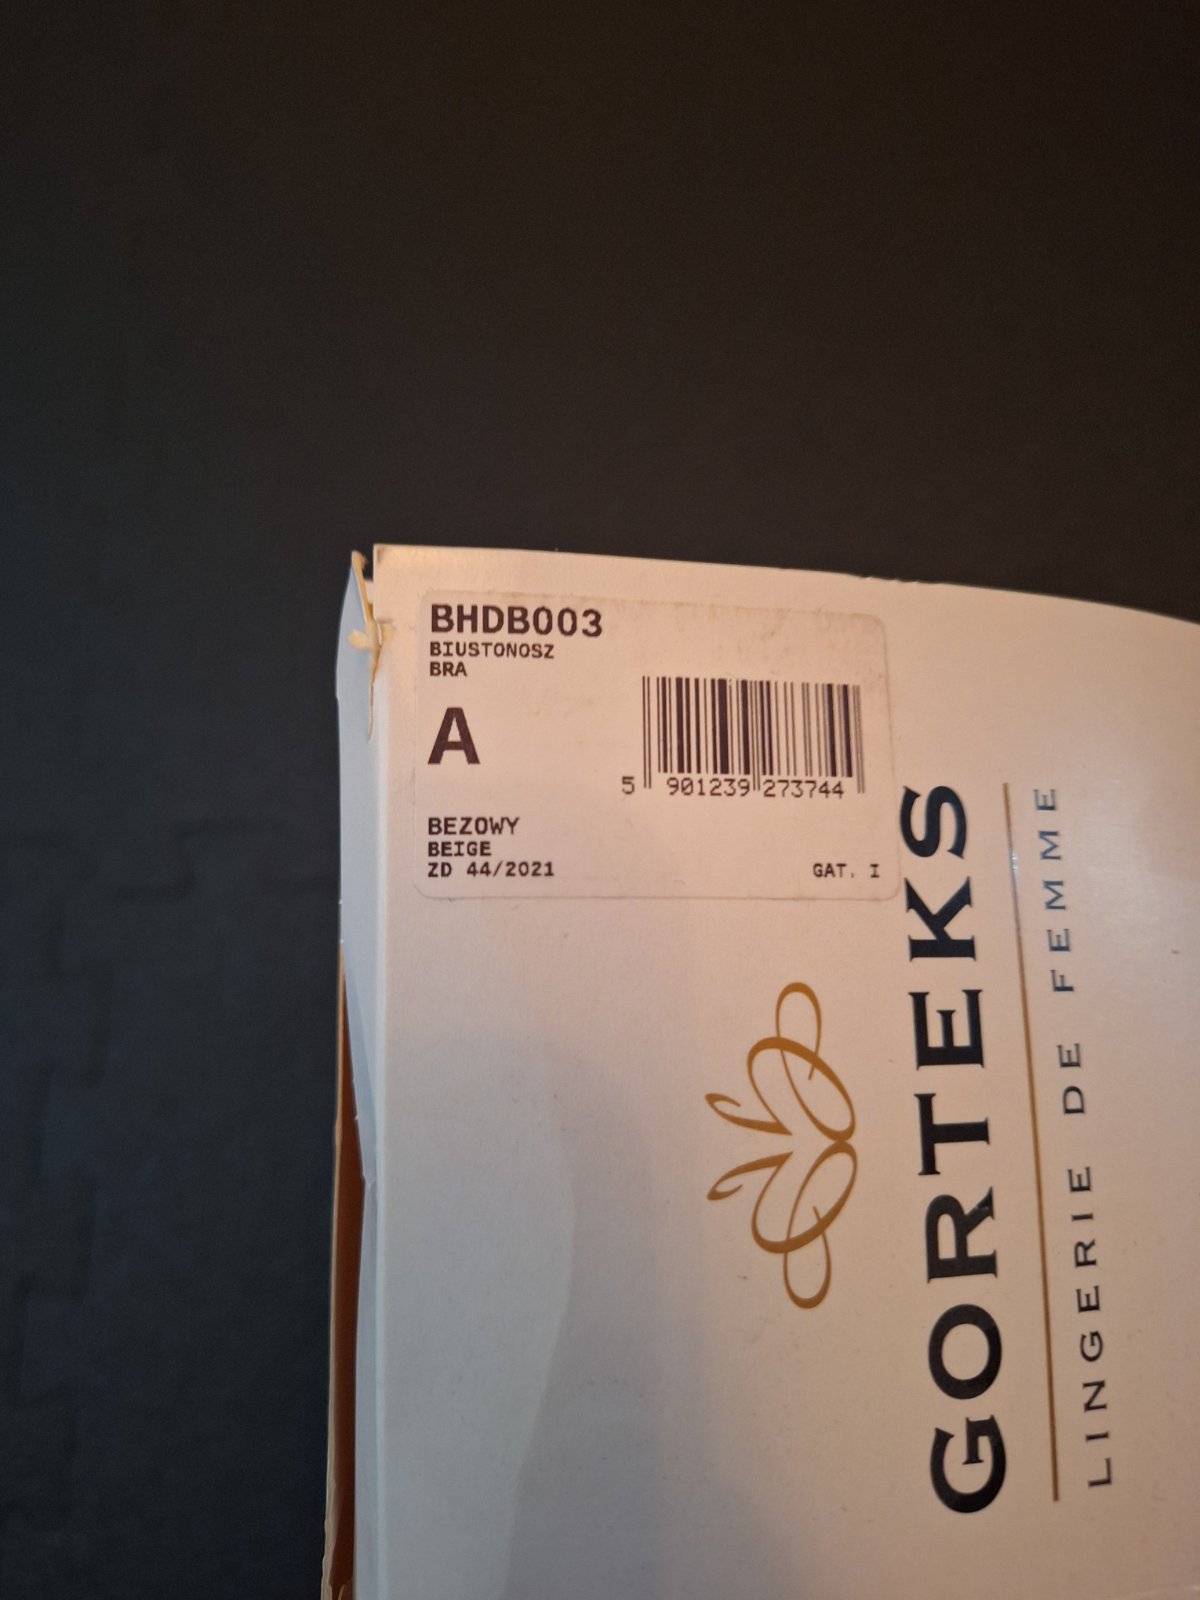 BHDB003
BIUSTONOSZ
BRA
A
5 901239 273744
BEZOWY
BEIGE
ZD 44/2021
GAT. I
GORTEKS
LINGERIE DE FEMME